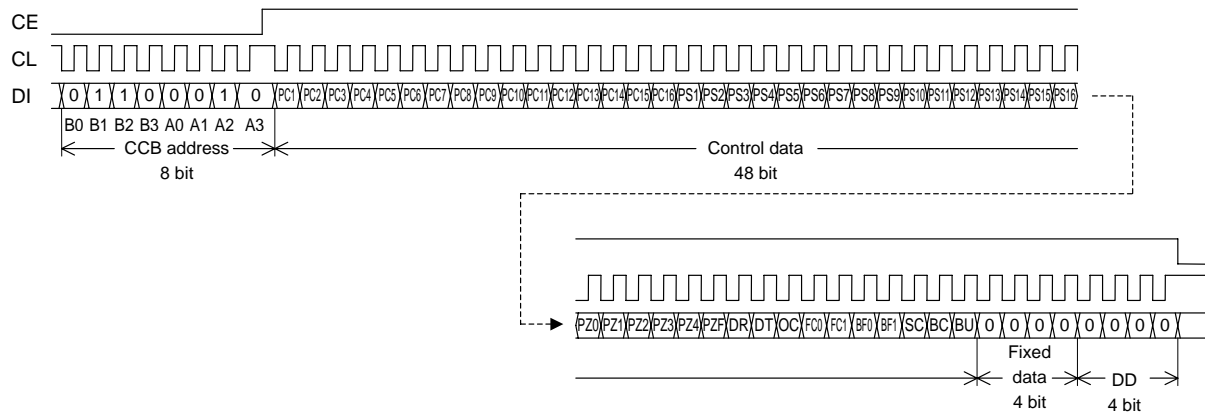 CE
CL
DI 0 1 1 0 0 0 1 0 PC1 PC2 PC3 PC4 PC5 PC6 PC7 PC8 PC9 PC10 PC11 PC12 PC13 PC14 PC15 PC16 PS1 PS2 PS3 PS4 PS5 PS6 PS7 PS8 PS9 PS10 PS11 PS12 PS13 PS14 PS15 PS16
B0 B1 B2 B3 A0 A1 A2 A3
CCB address Control data
8 bit 48 bit
PZ0 PZ1 PZ2 PZ3 PZ4 PZF DR DT OC FC0 FC1 BF0 BF1 SC BC BU 0 0 0 0 0 0 0 0
Fixed
data DD
4 bit 4 bit